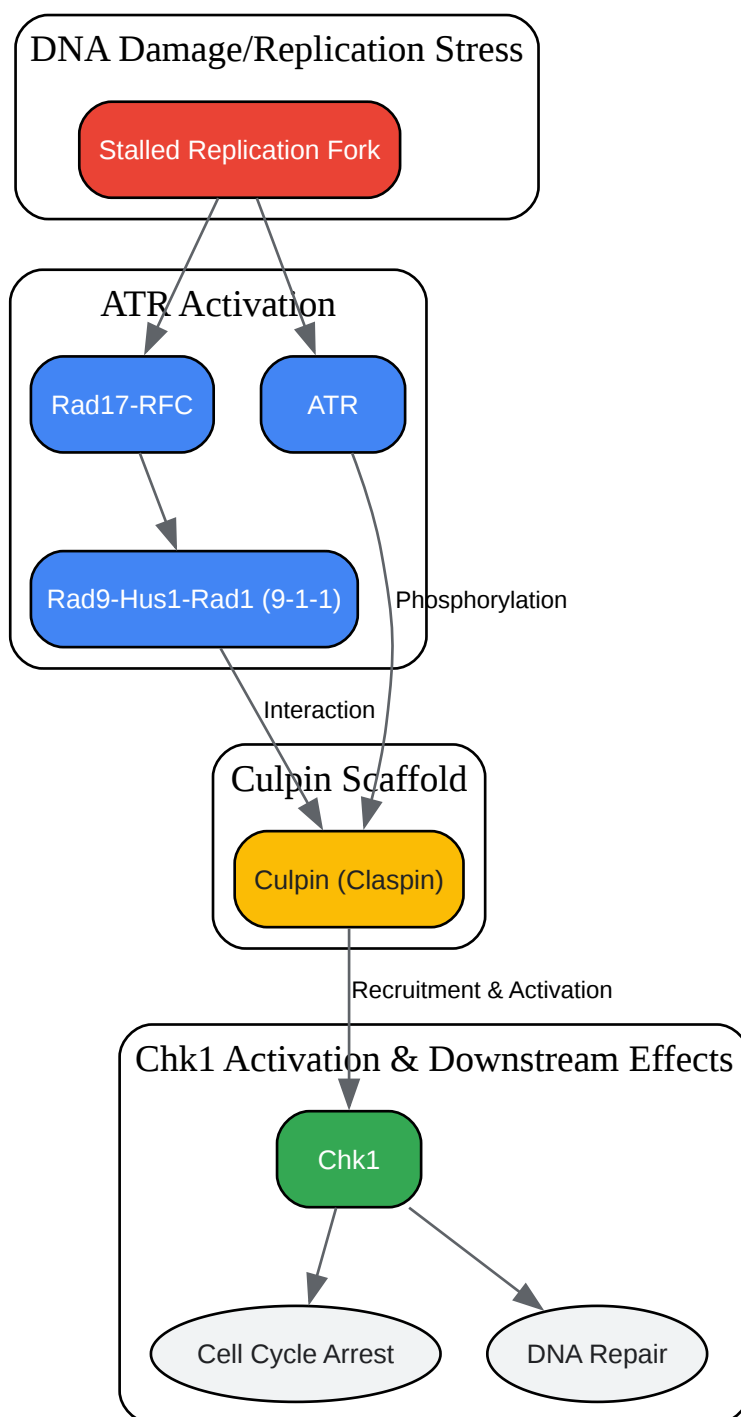 DNA Damage/Replication Stress
Stalled Replication Fork
ATR Activation
Rad17-RFC
ATR
Rad9-Hus1-Rad1 (9-1-1)
Phosphorylation
Interaction
Culpin Scaffold
Culpin (Claspin)
Recruitment & Activation
Chk1 Activation & Downstream Effects
Chk1
Cell Cycle Arrest
DNA Repair